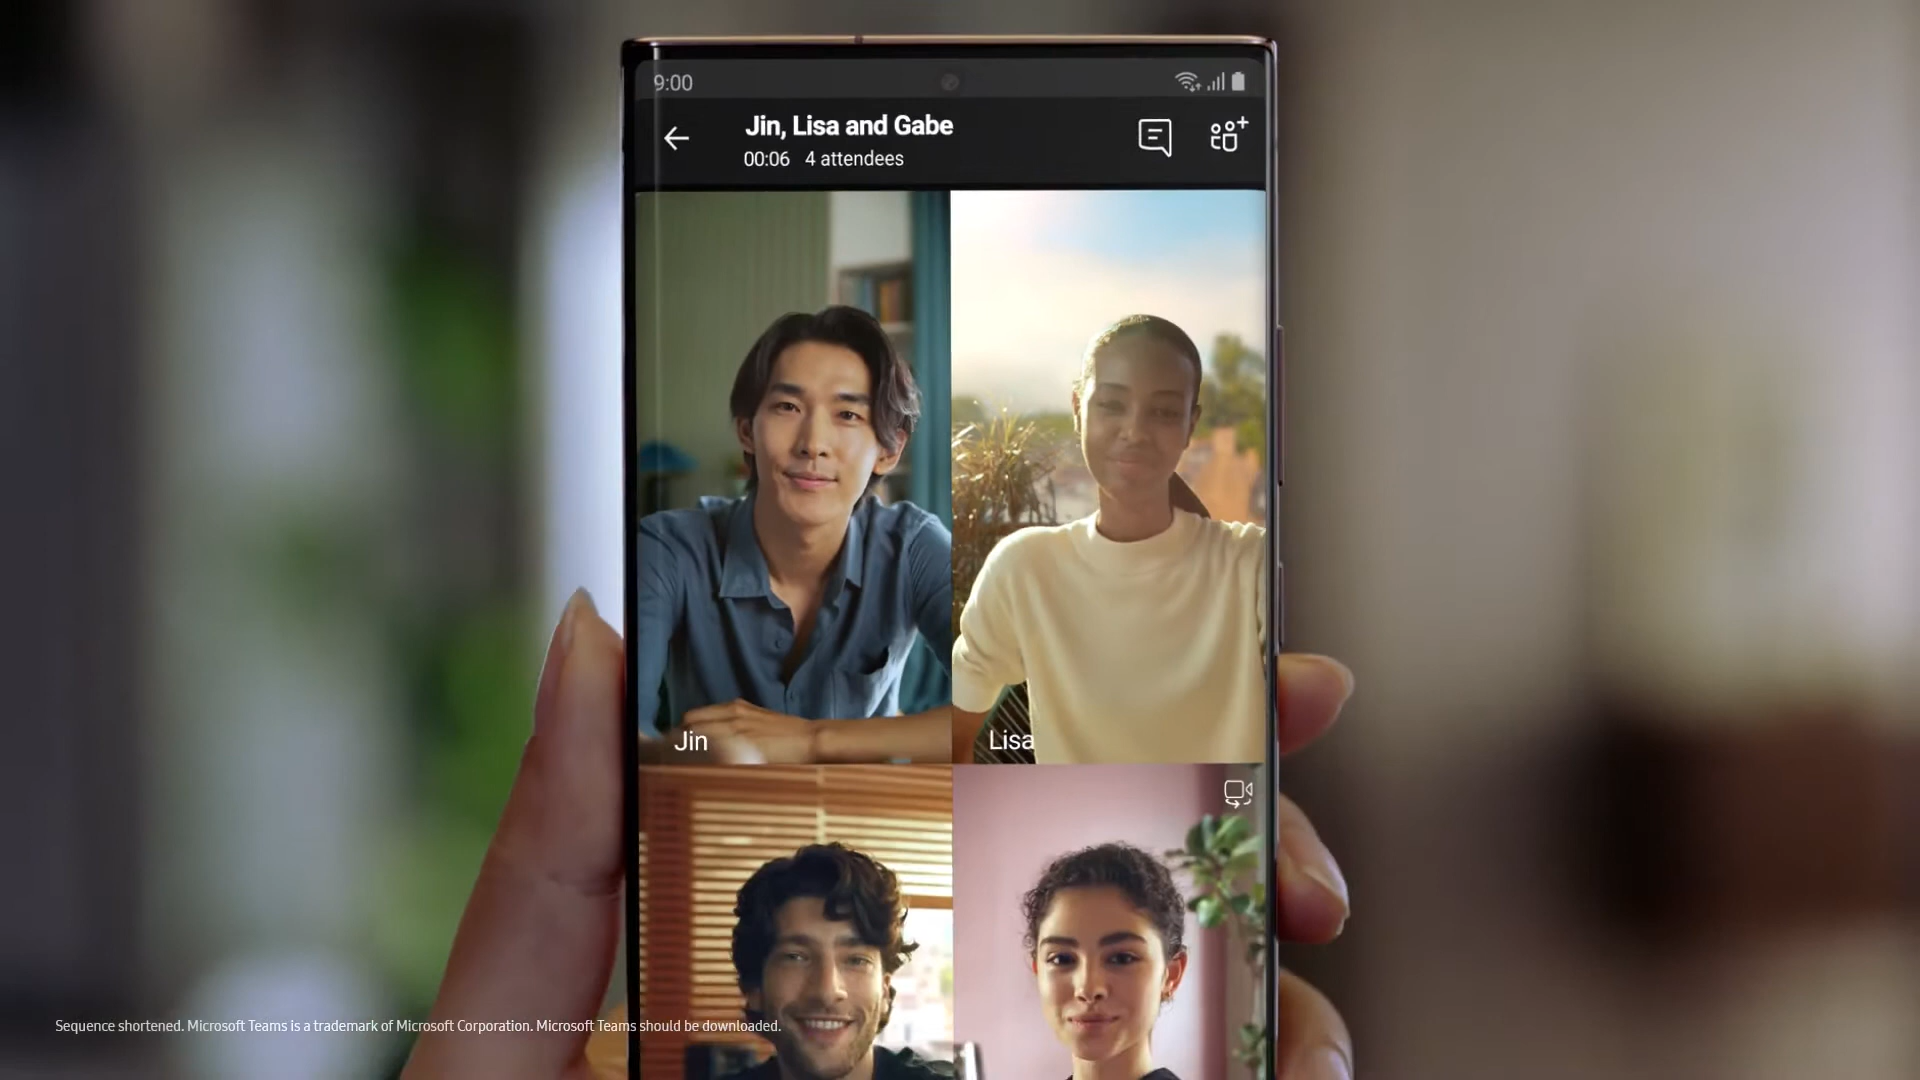 9:00
Jin, Lisa and Gabe
00:06 4 attendees
Jin
Lisa
Sequence shortened. Microsoft Teams is a trademark of Microsoft Corporation. Microsoft Teams should be downloaded.